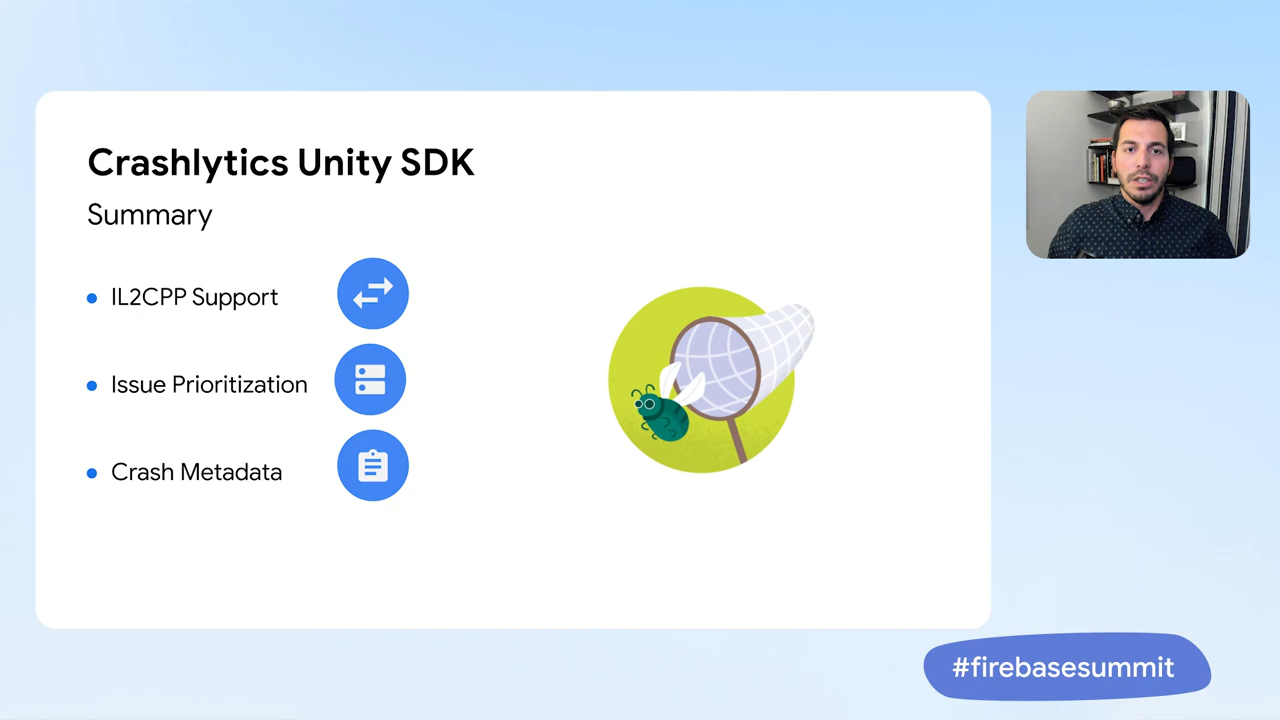 Crashlytics Unity SDK
Summary
IL2CPP Support
Issue Prioritization
Crash Metadata
#firebasesummit